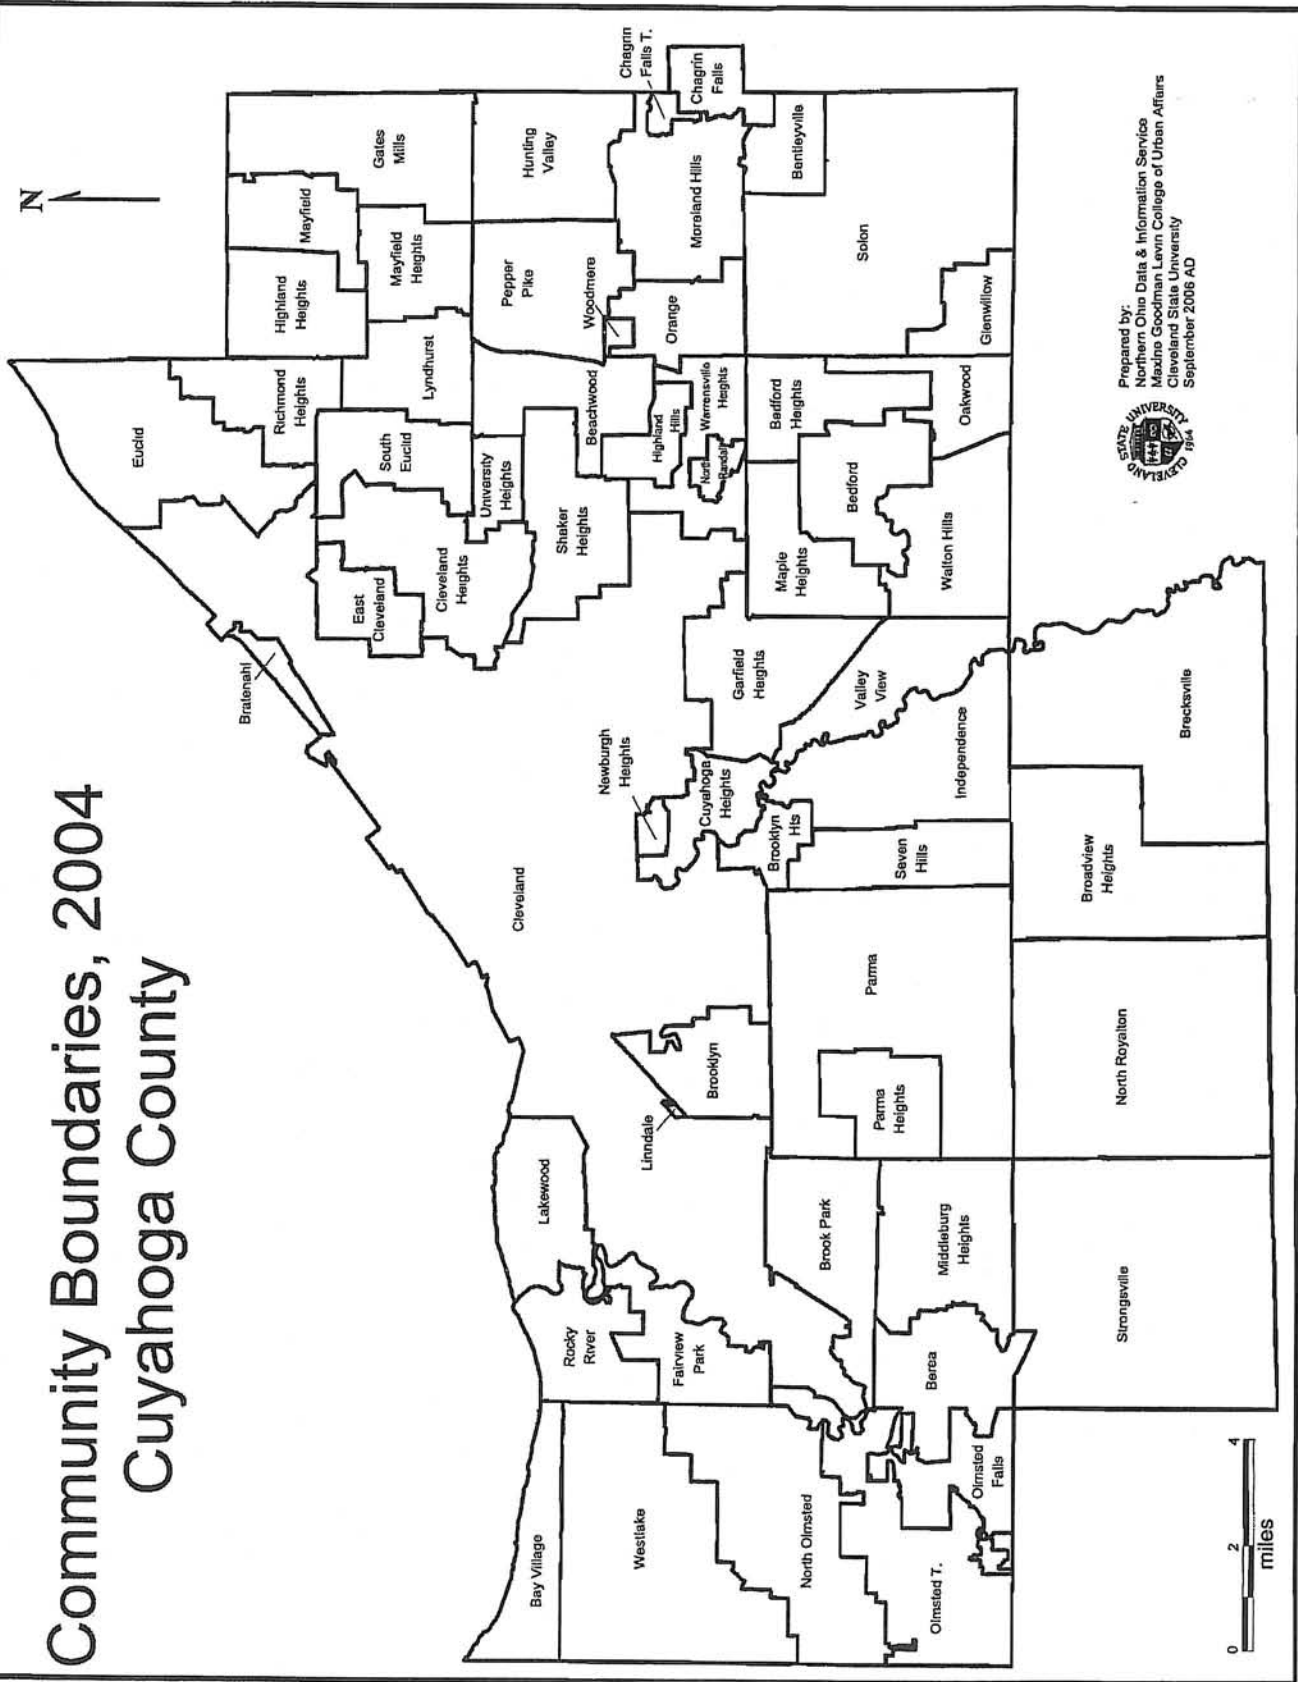 Community Boundaries, 2004
Cuyahoga County
N
Euclid
Bratenahl
Richmond
Heights
Highland
Heights
Mayfield
Gates
Mills
Mayfield
Heights
Lyndhurst
South
Euclid
East
Cleveland
Cleveland
Heights
University
Heights
Pepper
Pike
Hunting
Valley
Shaker
Heights
Beachwood
Woodmere
Orange
Moreland Hills
Chagrin
Falls T.
Chagrin
Falls
Highland
Hills
Warrensville
Heights
North
Randall
Bentleyville
Solon
Glenwillow
Bedford
Heights
Bedford
Oakwood
Maple
Heights
Walton Hills
Garfield
Heights
Valley
View
Newburgh
Heights
Cuyahoga
Heights
Brooklyn
Hts
Independence
Seven
Hills
Brecksville
Broadview
Heights
Cleveland
Lakewood
Linndale
Brooklyn
Parma
Parma
Heights
North Royalton
Rocky
River
Fairview
Park
Brook Park
Middleburg
Heights
Berea
Strongsville
Bay Village
Westlake
North Olmsted
Olmsted T.
Olmsted
Falls
0 2 4
miles
CLEVELAND STATE UNIVERSITY
1964
Prepared by:
Northern Ohio Data & Information Service
Maxine Goodman Levin College of Urban Affairs
Cleveland State University
September 2006 AD